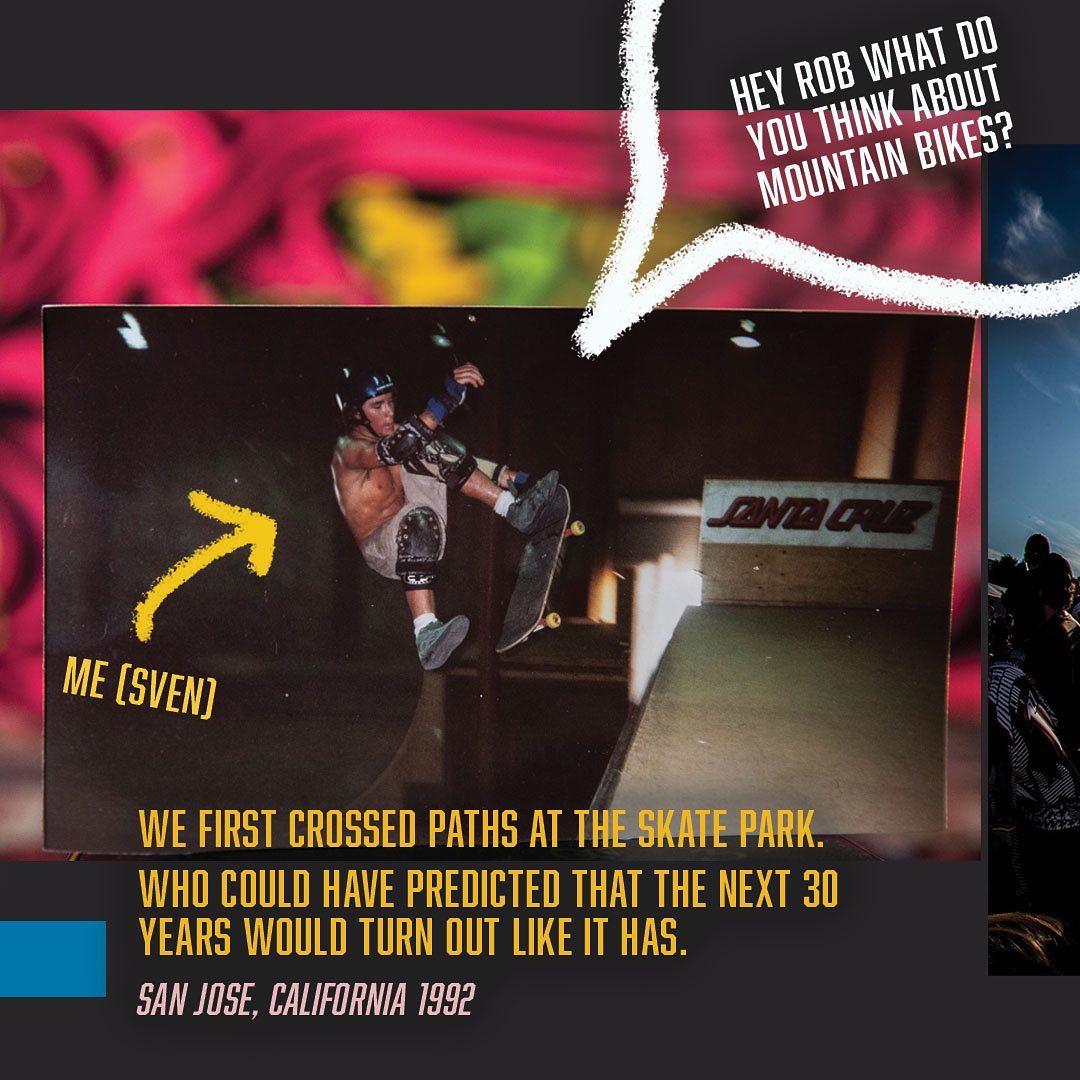 HEY ROB WHAT DO
YOU THINK ABOUT
MOUNTAIN BIKES?
SANTA CRUZ
ME (SVEN)
WE FIRST CROSSED PATHS AT THE SKATE PARK.
WHO COULD HAVE PREDICTED THAT THE NEXT 30
YEARS WOULD TURN OUT LIKE IT HAS.
SAN JOSE, CALIFORNIA 1992